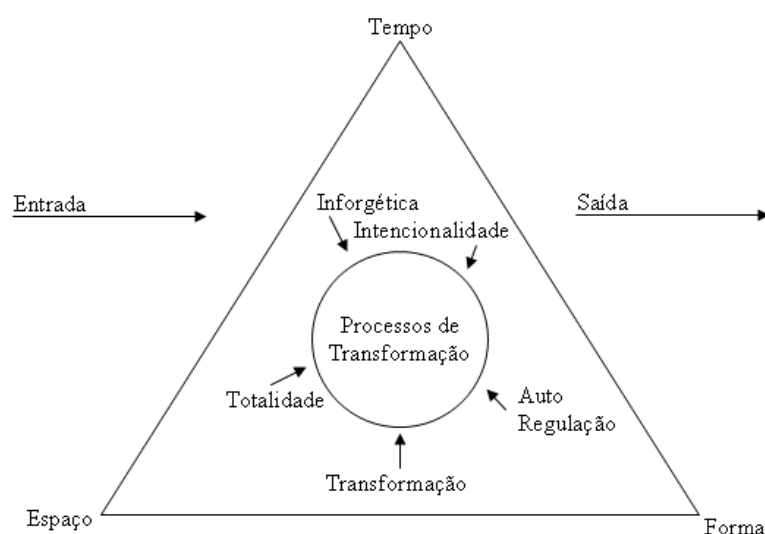 Tempo
Entrada
Saída
Inforgética
Intencionalidade
Processos de
Transformação
Totalidade
Auto
Regulação
Transformação
Espaço
Forma